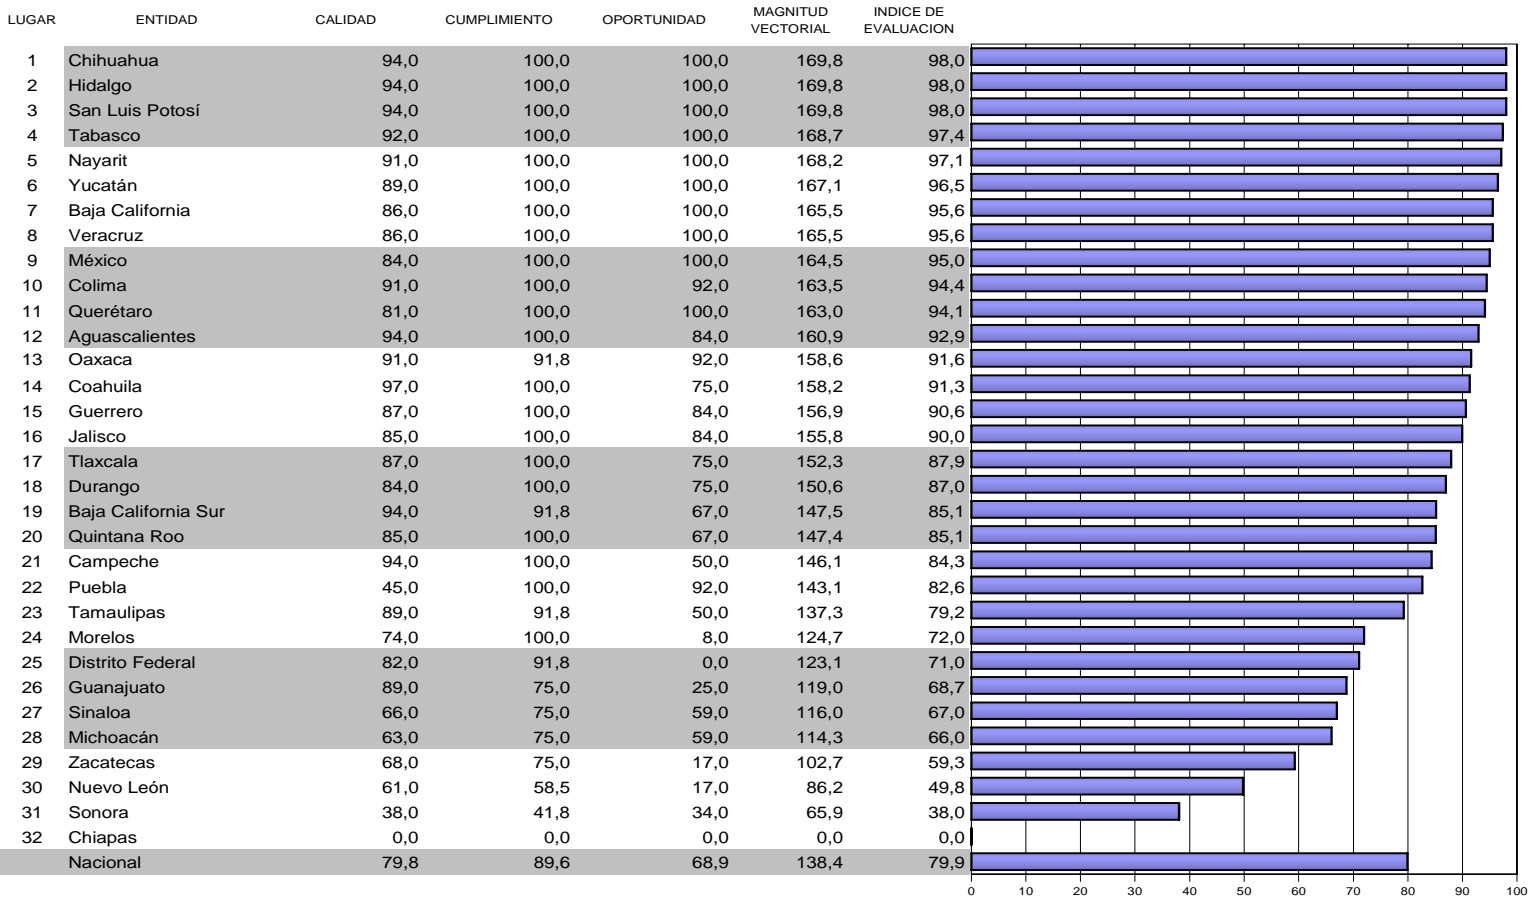 LUGAR ENTIDAD CALIDAD CUMPLIMIENTO OPORTUNIDAD MAGNITUD VECTORIAL INDICE DE EVALUACION
1 Chihuahua 94,0 100,0 100,0 169,8 98,0
2 Hidalgo 94,0 100,0 100,0 169,8 98,0
3 San Luis Potosí 94,0 100,0 100,0 169,8 98,0
4 Tabasco 92,0 100,0 100,0 168,7 97,4
5 Nayarit 91,0 100,0 100,0 168,2 97,1
6 Yucatán 89,0 100,0 100,0 167,1 96,5
7 Baja California 86,0 100,0 100,0 165,5 95,6
8 Veracruz 86,0 100,0 100,0 165,5 95,6
9 México 84,0 100,0 100,0 164,5 95,0
10 Colima 91,0 100,0 92,0 163,5 94,4
11 Querétaro 81,0 100,0 100,0 163,0 94,1
12 Aguascalientes 94,0 100,0 84,0 160,9 92,9
13 Oaxaca 91,0 91,8 92,0 158,6 91,6
14 Coahuila 97,0 100,0 75,0 158,2 91,3
15 Guerrero 87,0 100,0 84,0 156,9 90,6
16 Jalisco 85,0 100,0 84,0 155,8 90,0
17 Tlaxcala 87,0 100,0 75,0 152,3 87,9
18 Durango 84,0 100,0 75,0 150,6 87,0
19 Baja California Sur 94,0 91,8 67,0 147,5 85,1
20 Quintana Roo 85,0 100,0 67,0 147,4 85,1
21 Campeche 94,0 100,0 50,0 146,1 84,3
22 Puebla 45,0 100,0 92,0 143,1 82,6
23 Tamaulipas 89,0 91,8 50,0 137,3 79,2
24 Morelos 74,0 100,0 8,0 124,7 72,0
25 Distrito Federal 82,0 91,8 0,0 123,1 71,0
26 Guanajuato 89,0 75,0 25,0 119,0 68,7
27 Sinaloa 66,0 75,0 59,0 116,0 67,0
28 Michoacán 63,0 75,0 59,0 114,3 66,0
29 Zacatecas 68,0 75,0 17,0 102,7 59,3
30 Nuevo León 61,0 58,5 17,0 86,2 49,8
31 Sonora 38,0 41,8 34,0 65,9 38,0
32 Chiapas 0,0 0,0 0,0 0,0 0,0
Nacional 79,8 89,6 68,9 138,4 79,9
0 10 20 30 40 50 60 70 80 90 100